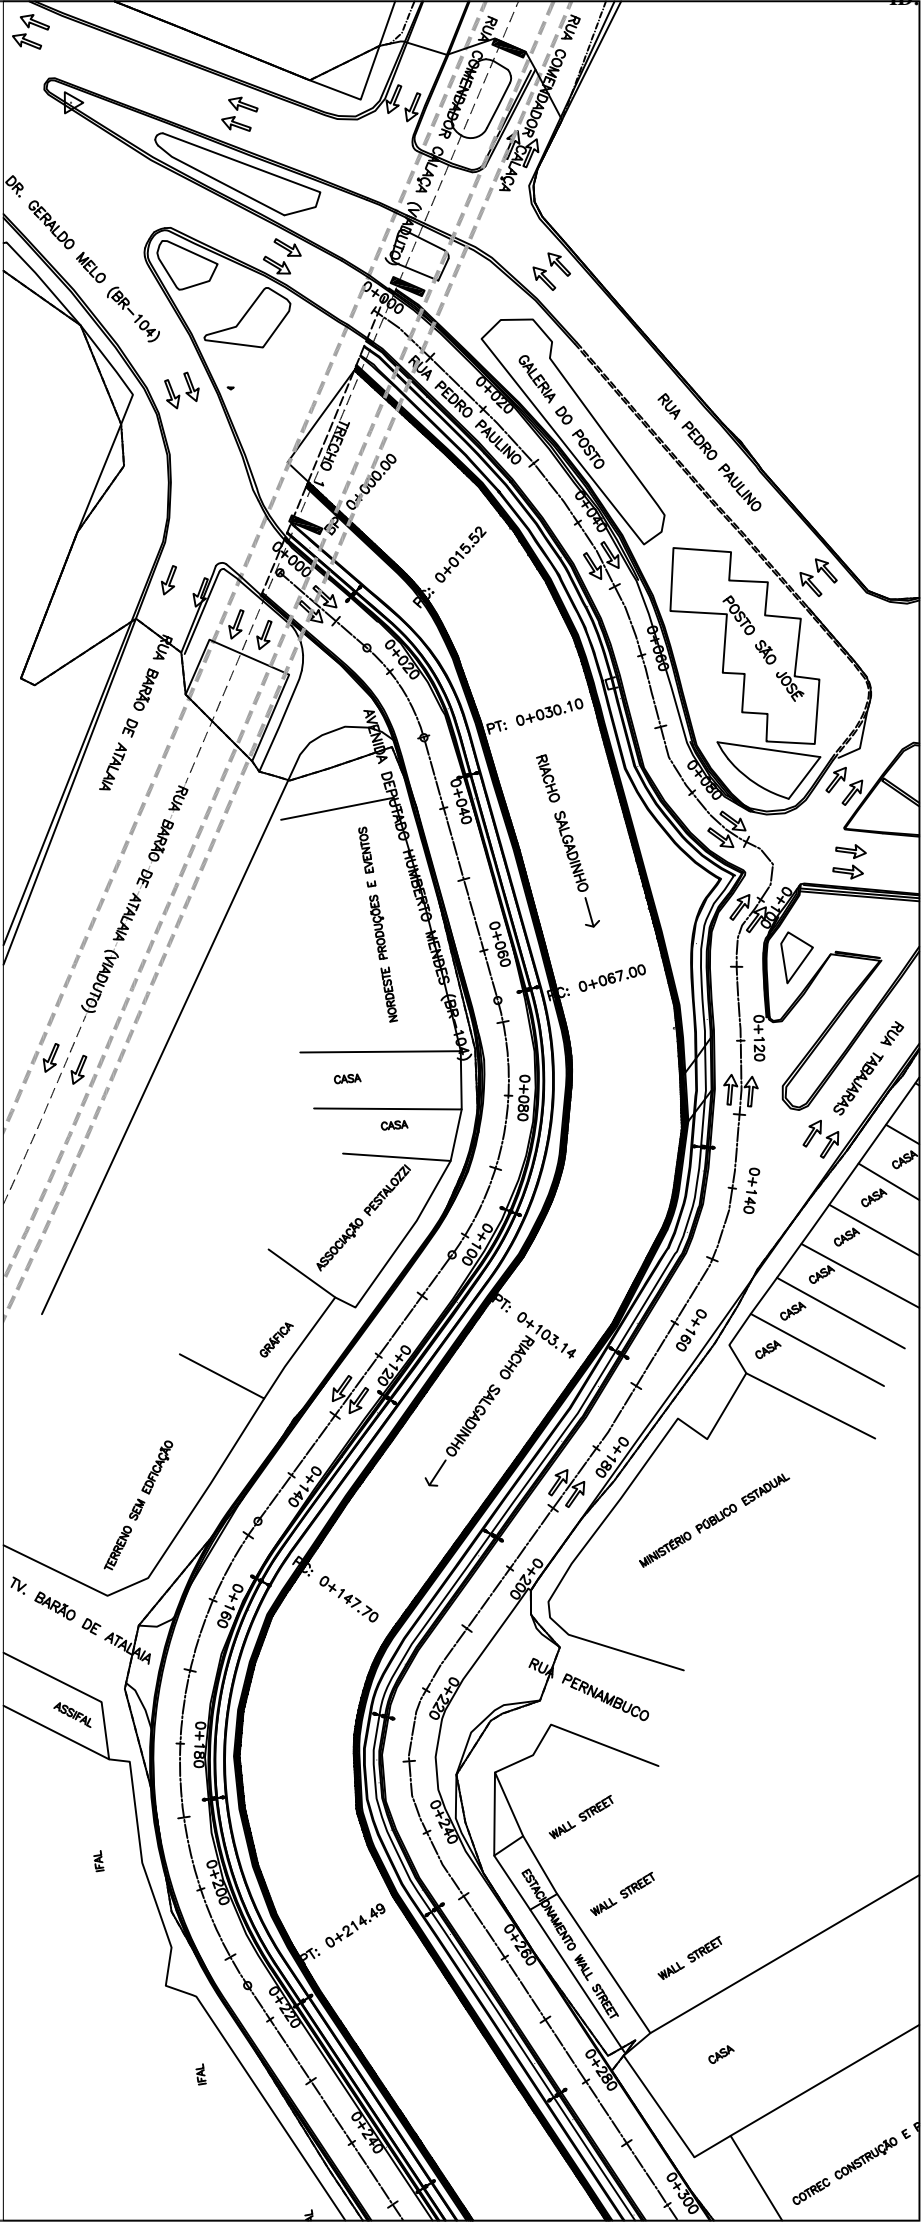 RUA COMENDADOR CALAÇA (VIADUTO)
RUA COMENDADOR CALAÇA
DR. GERALDO MELO (BR-104)
0+000
RUA PEDRO PAULINO
0+020
GALERIA DO POSTO
RUA PEDRO PAULINO
TRECHO 1
0+000.00
0+040
0+000
PC: 0+015.52
0+020
0+060
POSTO SÃO JOSÉ
RUA BARÃO DE ATALAIA
PT: 0+030.10
AVENIDA DEPUTADO HUMBERTO MENDES (BR-104)
RIACHO SALGADINHO
0+040
0+080
RUA BARÃO DE ATALAIA (VIADUTO)
NORDESTE PRODUÇÕES E EVENTOS
0+100
0+060
PC: 0+067.00
0+120
RUA TABAJARAS
CASA
0+080
CASA
CASA
ASSOCIAÇÃO PESTALOZZI
0+140
CASA
CASA
CASA
CASA
CASA
0+100
PT: 0+103.14
0+160
GRÁFICA
0+120
RIACHO SALGADINHO
0+180
TERRENO SEM EDIFICAÇÃO
0+140
MINISTÉRIO PÚBLICO ESTADUAL
PC: 0+147.70
0+200
0+160
TV. BARÃO DE ATALAIA
RUA PERNAMBUCO
0+220
ASSIFAL
0+180
WALL STREET
0+240
IFAL
0+200
WALL STREET
ESTACIONAMENTO WALL STREET
PT: 0+214.49
0+260
WALL STREET
0+220
CASA
IFAL
0+280
0+240
COTREC CONSTRUÇÃO E
0+300